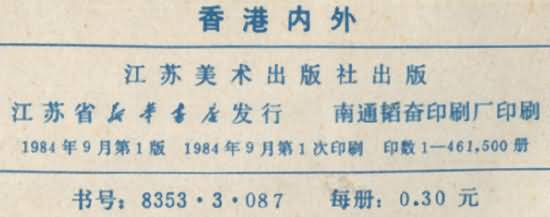 香港内外
江苏美术出版社出版
江苏省新华书店发行　南通韬奋印刷厂印刷
1984年9月第1版　1984年9月第1次印刷　印数1—461,500册
书号：8353·3·087　每册：0.30元